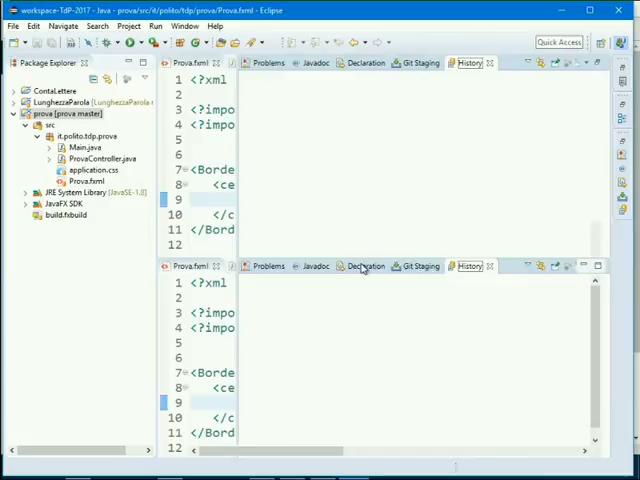 workspace-TdP-2017 - Java - prova/src/it/polito/tdp/prova/Prova.fxml - Eclipse
File Edit Navigate Search Project Run Window Help
Quick Access
Package Explorer
ContaLettere
LunghezzaParola [LunghezzaParola m
prova [prova master]
src
it.polito.tdp.prova
Main.java
ProvaController.java
application.css
Prova.fxml
JRE System Library [JavaSE-1.8]
JavaFX SDK
build.fxbuild
Prova.fxml Problems Javadoc Declaration Git Staging History
1 <?xml
2
3 <?impo
4 <?impo
5
6
7 <Borde
8 <ce
9
10 </c
11 </Bord
12
Prova.fxml Problems Javadoc Declaration Git Staging History
1 <?xml
2
3 <?impo
4 <?impo
5
6
7 <Borde
8 <ce
9
10 </c
11 </Bord
12